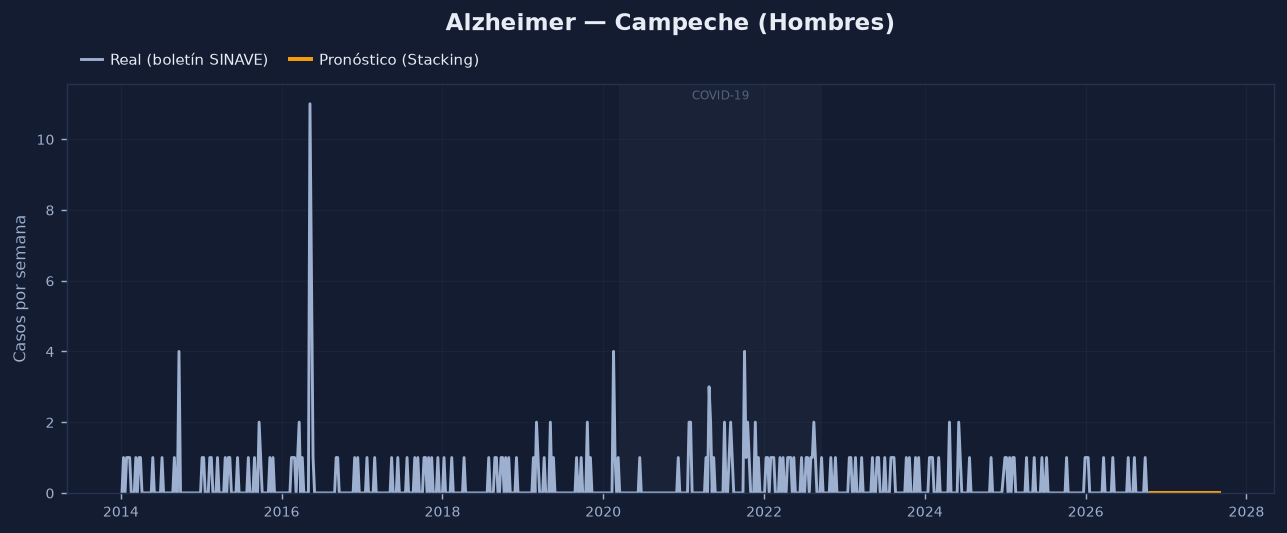 Alzheimer — Campeche (Hombres)
Real (boletín SINAVE)
Pronóstico (Stacking)
COVID-19
Casos por semana
10
8
6
4
2
0
2014
2016
2018
2020
2022
2024
2026
2028